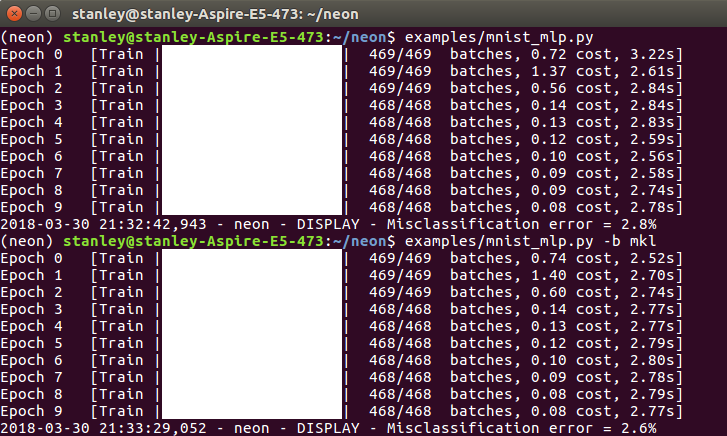 stanley@stanley-Aspire-E5-473: ~/neon
(neon) stanley@stanley-Aspire-E5-473:~/neon$ examples/mnist_mlp.py
Epoch 0   [Train |                    |  469/469  batches, 0.72 cost, 3.22s]
Epoch 1   [Train |                    |  469/469  batches, 1.37 cost, 2.61s]
Epoch 2   [Train |                    |  469/469  batches, 0.56 cost, 2.84s]
Epoch 3   [Train |                    |  468/468  batches, 0.14 cost, 2.84s]
Epoch 4   [Train |                    |  468/468  batches, 0.13 cost, 2.83s]
Epoch 5   [Train |                    |  468/468  batches, 0.12 cost, 2.59s]
Epoch 6   [Train |                    |  468/468  batches, 0.10 cost, 2.56s]
Epoch 7   [Train |                    |  468/468  batches, 0.09 cost, 2.58s]
Epoch 8   [Train |                    |  468/468  batches, 0.09 cost, 2.74s]
Epoch 9   [Train |                    |  468/468  batches, 0.08 cost, 2.78s]
2018-03-30 21:32:42,943 - neon - DISPLAY - Misclassification error = 2.8%
(neon) stanley@stanley-Aspire-E5-473:~/neon$ examples/mnist_mlp.py -b mkl
Epoch 0   [Train |                    |  469/469  batches, 0.74 cost, 2.52s]
Epoch 1   [Train |                    |  469/469  batches, 1.40 cost, 2.70s]
Epoch 2   [Train |                    |  469/469  batches, 0.60 cost, 2.74s]
Epoch 3   [Train |                    |  468/468  batches, 0.14 cost, 2.77s]
Epoch 4   [Train |                    |  468/468  batches, 0.13 cost, 2.77s]
Epoch 5   [Train |                    |  468/468  batches, 0.12 cost, 2.79s]
Epoch 6   [Train |                    |  468/468  batches, 0.10 cost, 2.80s]
Epoch 7   [Train |                    |  468/468  batches, 0.09 cost, 2.78s]
Epoch 8   [Train |                    |  468/468  batches, 0.08 cost, 2.79s]
Epoch 9   [Train |                    |  468/468  batches, 0.08 cost, 2.77s]
2018-03-30 21:33:29,052 - neon - DISPLAY - Misclassification error = 2.6%